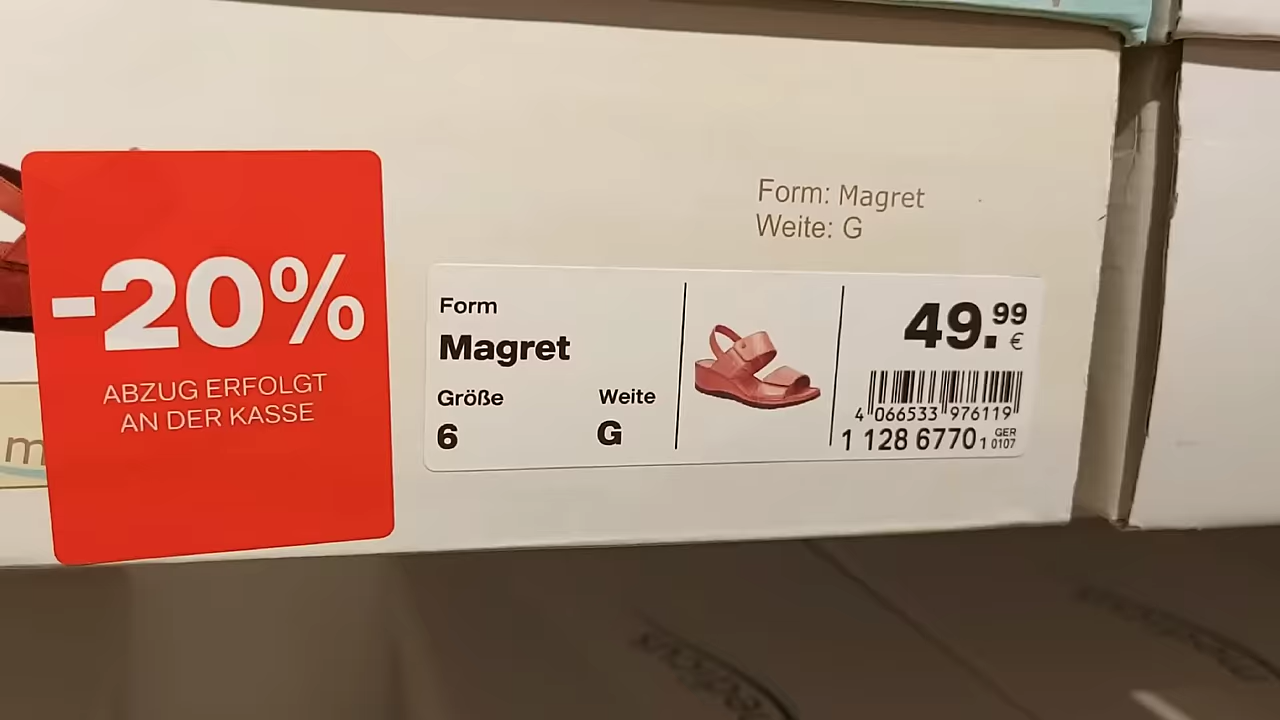 -20%
ABZUG ERFOLGT
AN DER KASSE
m
Form: Magret
Weite: G
Form
Magret
Größe
Weite
6
G
49.99
€
4 066533 976119
1 128 6770 1 GER 0107